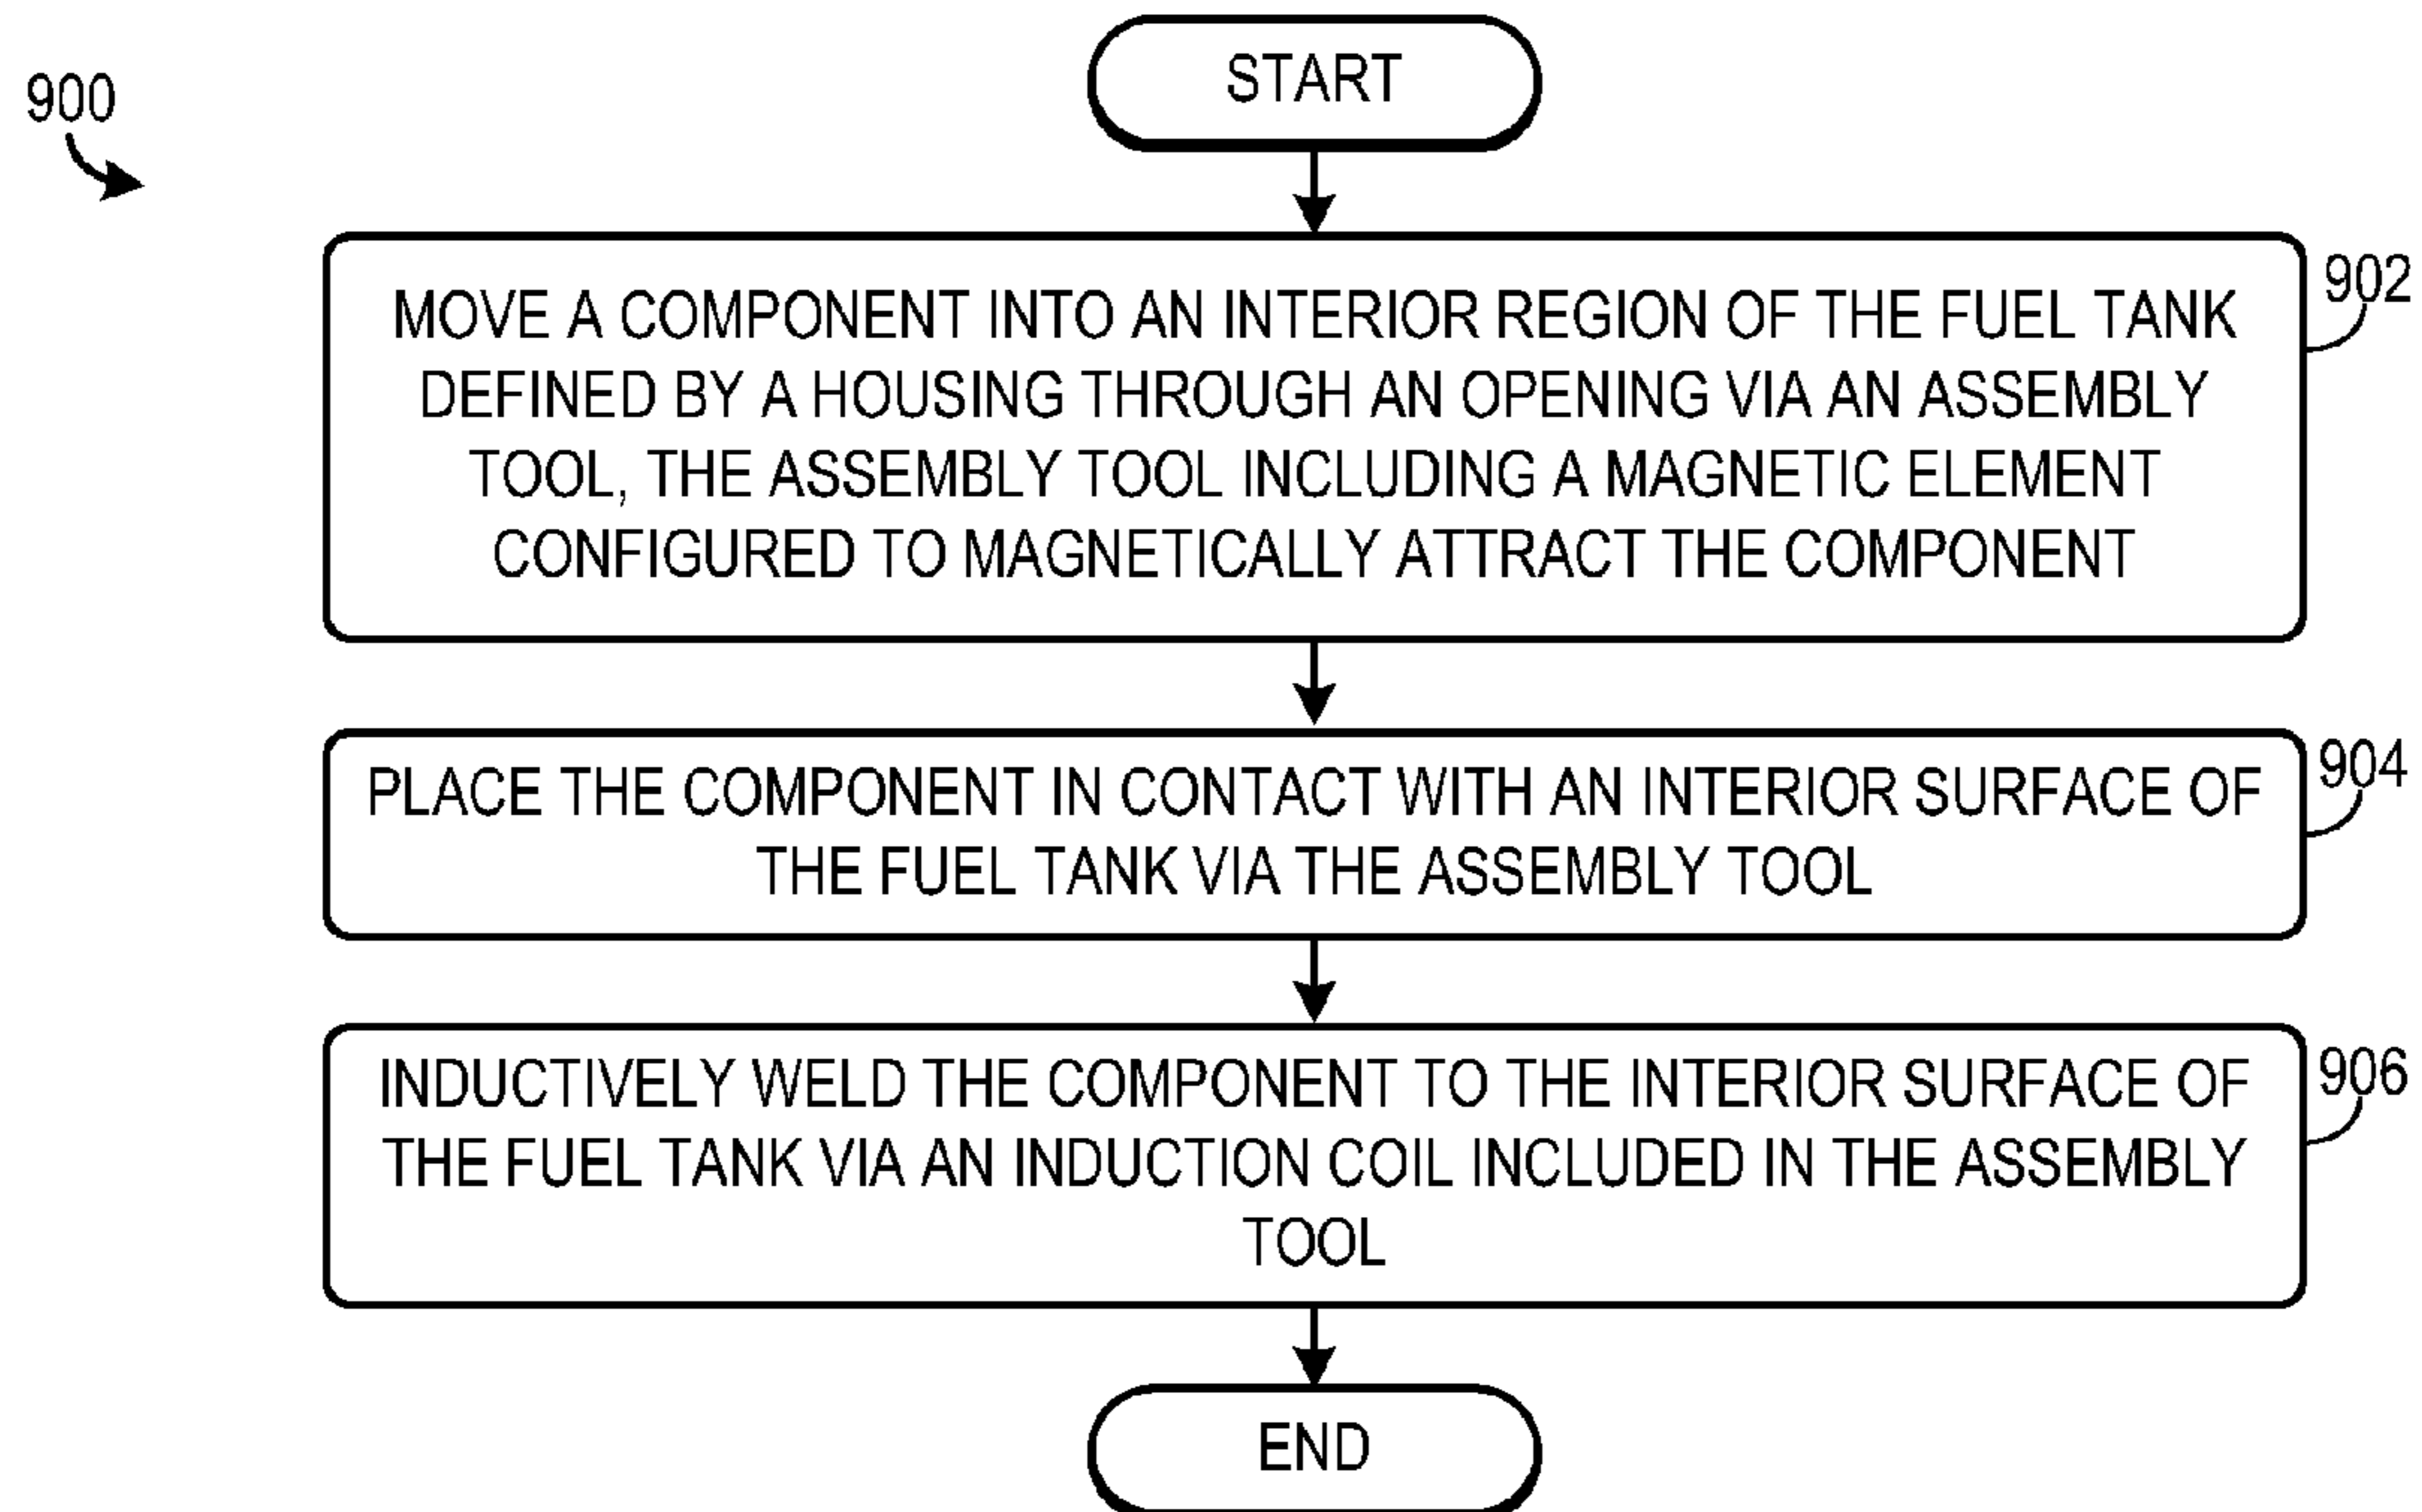 900
START
MOVE A COMPONENT INTO AN INTERIOR REGION OF THE FUEL TANK
DEFINED BY A HOUSING THROUGH AN OPENING VIA AN ASSEMBLY
TOOL, THE ASSEMBLY TOOL INCLUDING A MAGNETIC ELEMENT
CONFIGURED TO MAGNETICALLY ATTRACT THE COMPONENT
902
PLACE THE COMPONENT IN CONTACT WITH AN INTERIOR SURFACE OF
THE FUEL TANK VIA THE ASSEMBLY TOOL
904
INDUCTIVELY WELD THE COMPONENT TO THE INTERIOR SURFACE OF
THE FUEL TANK VIA AN INDUCTION COIL INCLUDED IN THE ASSEMBLY
TOOL
906
END